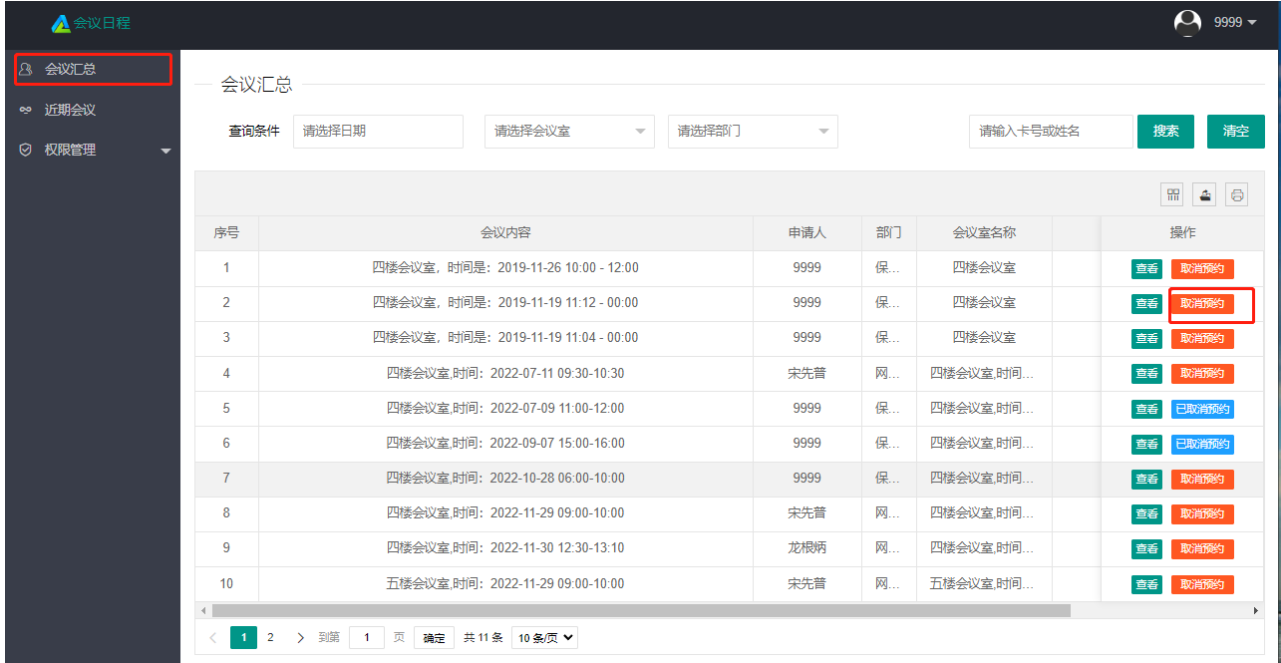 会议日程
9999
会议汇总
近期会议
权限管理
会议汇总
查询条件 请选择日期 请选择会议室 请选择部门 请输入卡号或姓名 搜索 清空
序号 会议内容 申请人 部门 会议室名称 操作
1 四楼会议室，时间是：2019-11-26 10:00 - 12:00 9999 保... 四楼会议室 查看 取消预约
2 四楼会议室，时间是：2019-11-19 11:12 - 00:00 9999 保... 四楼会议室 查看 取消预约
3 四楼会议室，时间是：2019-11-19 11:04 - 00:00 9999 保... 四楼会议室 查看 取消预约
4 四楼会议室,时间：2022-07-11 09:30-10:30 宋先普 网... 四楼会议室,时间... 查看 取消预约
5 四楼会议室,时间：2022-07-09 11:00-12:00 9999 保... 四楼会议室,时间... 查看 已取消预约
6 四楼会议室,时间：2022-09-07 15:00-16:00 9999 保... 四楼会议室,时间... 查看 已取消预约
7 四楼会议室,时间：2022-10-28 06:00-10:00 9999 保... 四楼会议室,时间... 查看 取消预约
8 四楼会议室,时间：2022-11-29 09:00-10:00 宋先普 网... 四楼会议室,时间... 查看 取消预约
9 四楼会议室,时间：2022-11-30 12:30-13:10 龙根炳 网... 四楼会议室,时间... 查看 取消预约
10 五楼会议室,时间：2022-11-29 09:00-10:00 宋先普 网... 五楼会议室,时间... 查看 取消预约
1 2 到第 1 页 确定 共 11 条 10 条/页